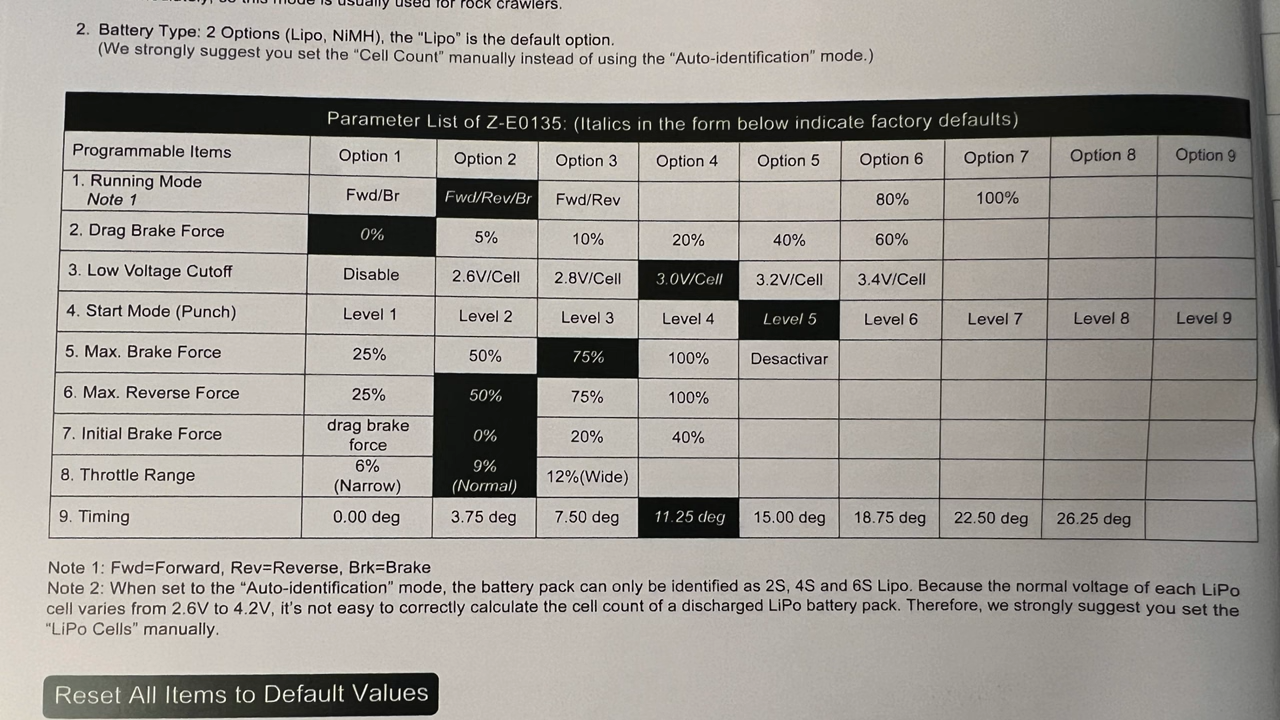 so this mode is usually used for rock crawlers.
2. Battery Type: 2 Options (Lipo, NiMH), the “Lipo” is the default option.
(We strongly suggest you set the “Cell Count” manually instead of using the “Auto-identification” mode.)
Parameter List of Z-E0135: (Italics in the form below indicate factory defaults)
Programmable Items Option 1 Option 2 Option 3 Option 4 Option 5 Option 6 Option 7 Option 8 Option 9
1. Running Mode
Note 1 Fwd/Br Fwd/Rev/Br Fwd/Rev 80% 100%
2. Drag Brake Force 0% 5% 10% 20% 40% 60%
3. Low Voltage Cutoff Disable 2.6V/Cell 2.8V/Cell 3.0V/Cell 3.2V/Cell 3.4V/Cell
4. Start Mode (Punch) Level 1 Level 2 Level 3 Level 4 Level 5 Level 6 Level 7 Level 8 Level 9
5. Max. Brake Force 25% 50% 75% 100% Desactivar
6. Max. Reverse Force 25% 50% 75% 100%
7. Initial Brake Force drag brake force 0% 20% 40%
8. Throttle Range 6% (Narrow) 9% (Normal) 12%(Wide)
9. Timing 0.00 deg 3.75 deg 7.50 deg 11.25 deg 15.00 deg 18.75 deg 22.50 deg 26.25 deg
Note 1: Fwd=Forward, Rev=Reverse, Brk=Brake
Note 2: When set to the “Auto-identification” mode, the battery pack can only be identified as 2S, 4S and 6S Lipo. Because the normal voltage of each LiPo
cell varies from 2.6V to 4.2V, it’s not easy to correctly calculate the cell count of a discharged LiPo battery pack. Therefore, we strongly suggest you set the
“LiPo Cells” manually.
Reset All Items to Default Values